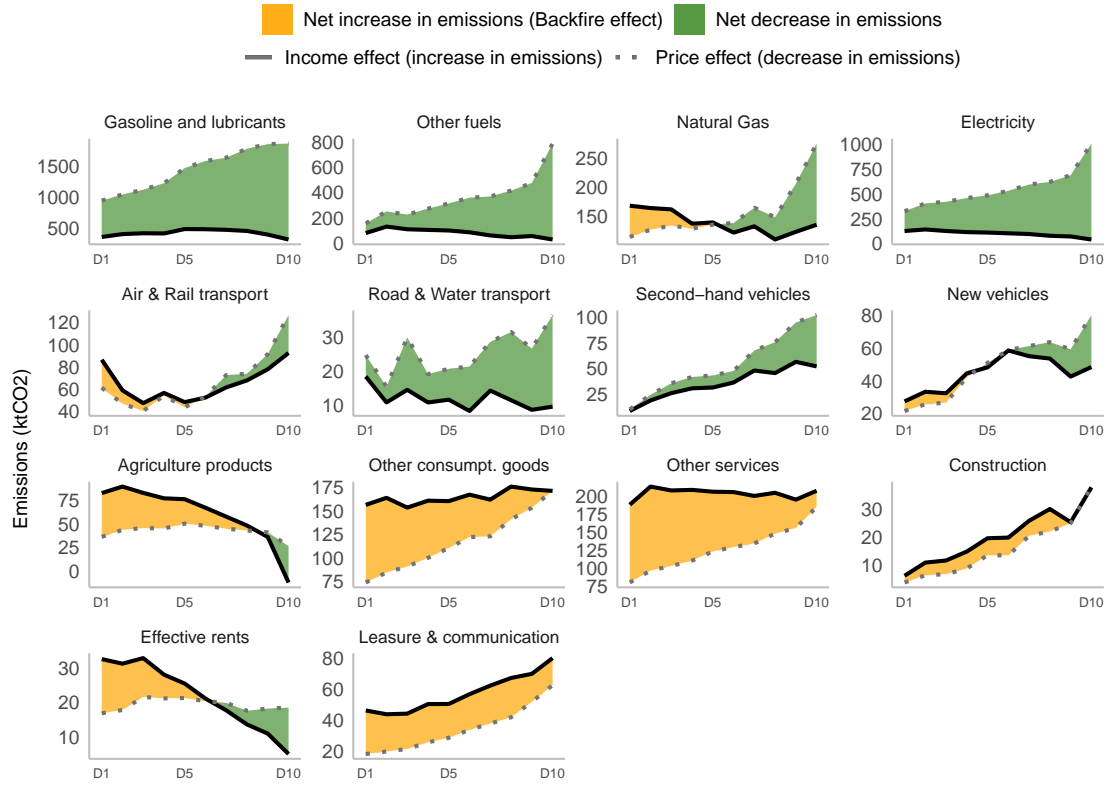 Net increase in emissions (Backfire effect) Net decrease in emissions
Income effect (increase in emissions) Price effect (decrease in emissions)
Emissions (ktCO2)
Gasoline and lubricants
1500
1000
500
D1 D5 D10
Other fuels
800
600
400
200
0
D1 D5 D10
Natural Gas
250
200
150
D1 D5 D10
Electricity
1000
750
500
250
0
D1 D5 D10
Air & Rail transport
120
100
80
60
40
D1 D5 D10
Road & Water transport
30
20
10
D1 D5 D10
Second–hand vehicles
100
75
50
25
D1 D5 D10
New vehicles
80
60
40
20
D1 D5 D10
Agriculture products
75
50
25
0
D1 D5 D10
Other consumpt. goods
175
150
125
100
75
D1 D5 D10
Other services
200
175
150
125
100
75
D1 D5 D10
Construction
30
20
10
D1 D5 D10
Effective rents
30
20
10
D1 D5 D10
Leasure & communication
80
60
40
20
D1 D5 D10